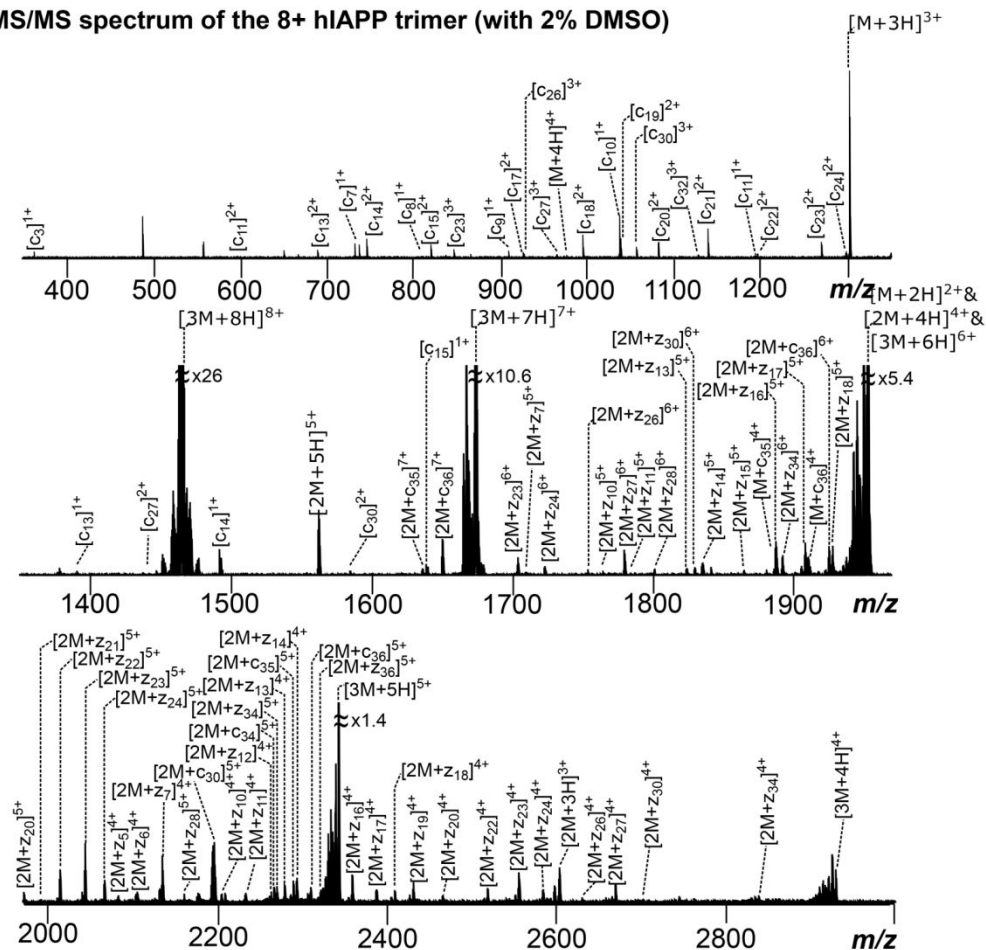 MS/MS spectrum of the 8+ hIAPP trimer (with 2% DMSO)
[c3]1+
[c11]2+
[c13]2+
[c7]1+
[c14]2+
[c8]1+
[c15]2+
[c23]3+
[c9]1+
[c17]2+
[c26]3+
[c27]3+
[M+4H]4+
[c18]2+
[c10]1+
[c19]2+
[c30]3+
[c20]2+
[c32]3+
[c21]2+
[c11]1+
[c22]2+
[c23]2+
[c24]2+
[M+3H]3+
400 500 600 700 800 900 1000 1100 1200 m/z
[c13]1+
[c27]2+
[3M+8H]8+
x26
[c14]1+
[2M+5H]5+
[c30]2+
[2M+c35]7+
[c15]1+
[2M+c36]7+
[3M+7H]7+
x10.6
[2M+z23]6+
[2M+z7]5+
[2M+z24]6+
[2M+z26]6+
[2M+z10]5+
[2M+z27]6+
[2M+z11]5+
[2M+z28]6+
[2M+z13]5+
[2M+z30]6+
[2M+z14]5+
[2M+z15]5+
[M+c35]4+
[2M+z16]5+
[2M+z34]6+
[2M+z17]5+
[M+c36]4+
[2M+c36]6+
[2M+z18]5+
[M+2H]2+&
[2M+4H]4+&
[3M+6H]6+
x5.4
1400 1500 1600 1700 1800 1900 m/z
[2M+z20]5+
[2M+z21]5+
[2M+z22]5+
[2M+z23]5+
[2M+z24]5+
[2M+z5]4+
[2M+z6]4+
[2M+z7]4+
[2M+z28]5+
[2M+c30]5+
[2M+z10]4+
[2M+z11]4+
[2M+z12]4+
[2M+c34]5+
[2M+z34]5+
[2M+z13]4+
[2M+c35]5+
[2M+z14]4+
[2M+c36]5+
[2M+z36]5+
[3M+5H]5+
x1.4
[2M+z16]4+
[2M+z17]4+
[2M+z18]4+
[2M+z19]4+
[2M+z20]4+
[2M+z22]4+
[2M+z23]4+
[2M+z24]4+
[2M+3H]3+
[2M+z26]4+
[2M+z27]4+
[2M+z30]4+
[2M+z34]4+
[3M+4H]4+
2000 2200 2400 2600 2800 m/z